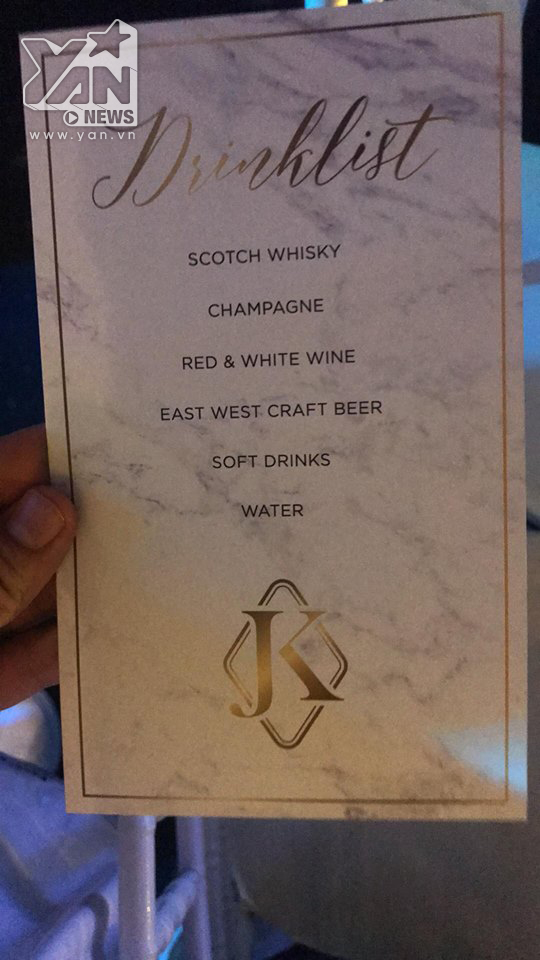 YAN
NEWS
www.yan.vn
Drinklist
SCOTCH WHISKY
CHAMPAGNE
RED & WHITE WINE
EAST WEST CRAFT BEER
SOFT DRINKS
WATER
JK